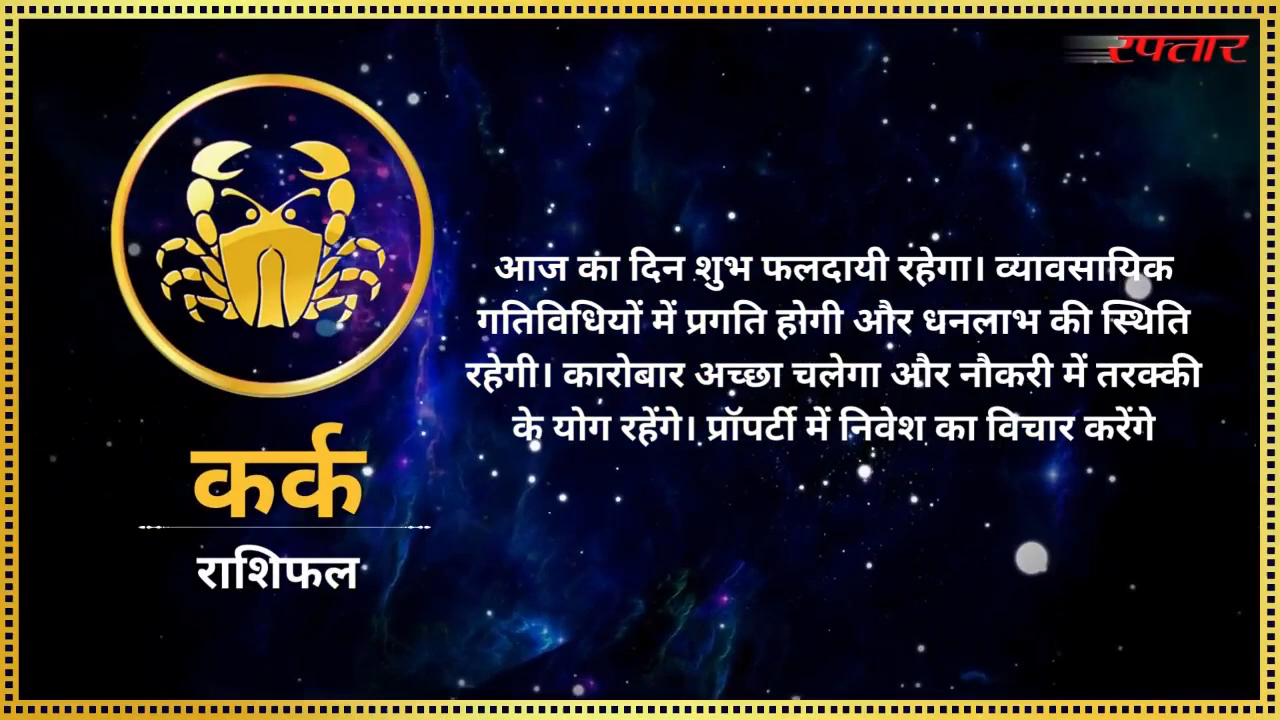 रफ्तार
आज का दिन शुभ फलदायी रहेगा। व्यावसायिक
गतिविधियों में प्रगति होगी और धनलाभ की स्थिति
रहेगी। कारोबार अच्छा चलेगा और नौकरी में तरक्की
के योग रहेंगे। प्रॉपर्टी में निवेश का विचार करेंगे
कर्क
राशिफल